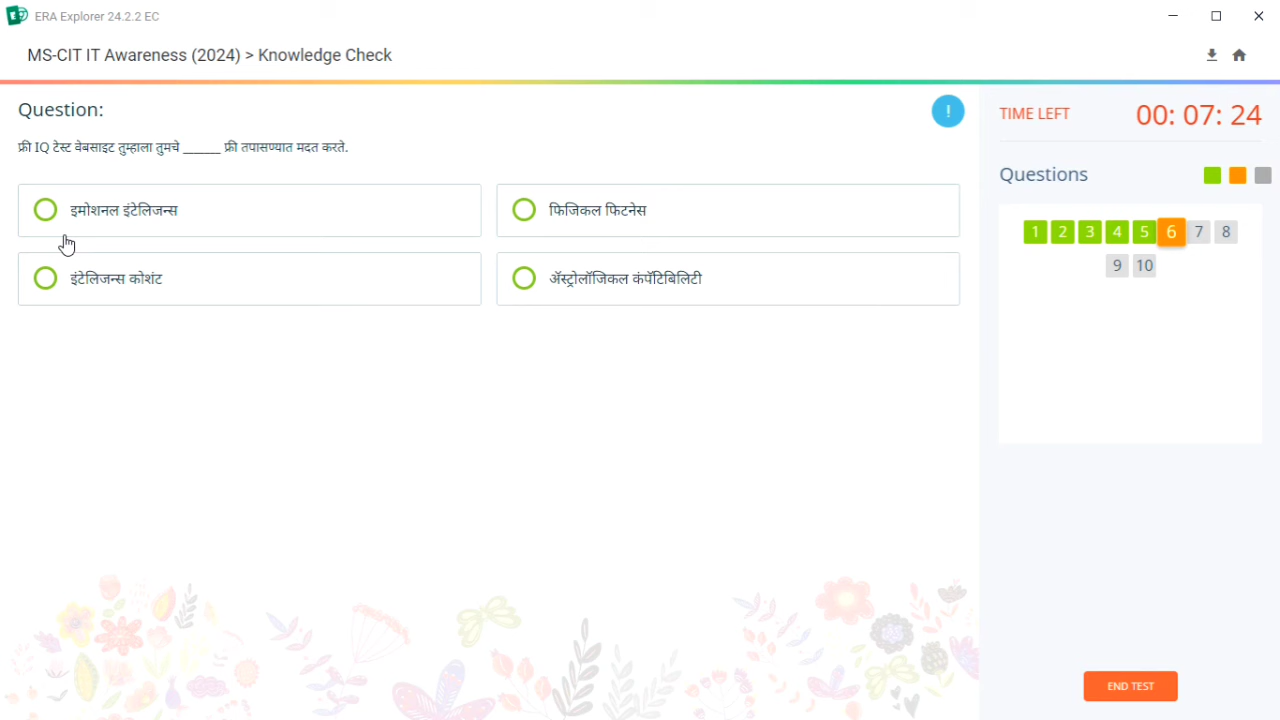 ERA Explorer 24.2.2 EC
MS-CIT IT Awareness (2024) > Knowledge Check
Question:
!
TIME LEFT 00: 07: 24
फ्री IQ टेस्ट वेबसाइट तुम्हाला तुमचे ______ फ्री तपासण्यात मदत करते.
Questions
इमोशनल इंटेलिजन्स
फिजिकल फिटनेस
इंटेलिजन्स कोशंट
ॲस्ट्रोलॉजिकल कंपॅटिबिलिटी
1 2 3 4 5 6 7 8
9 10
END TEST